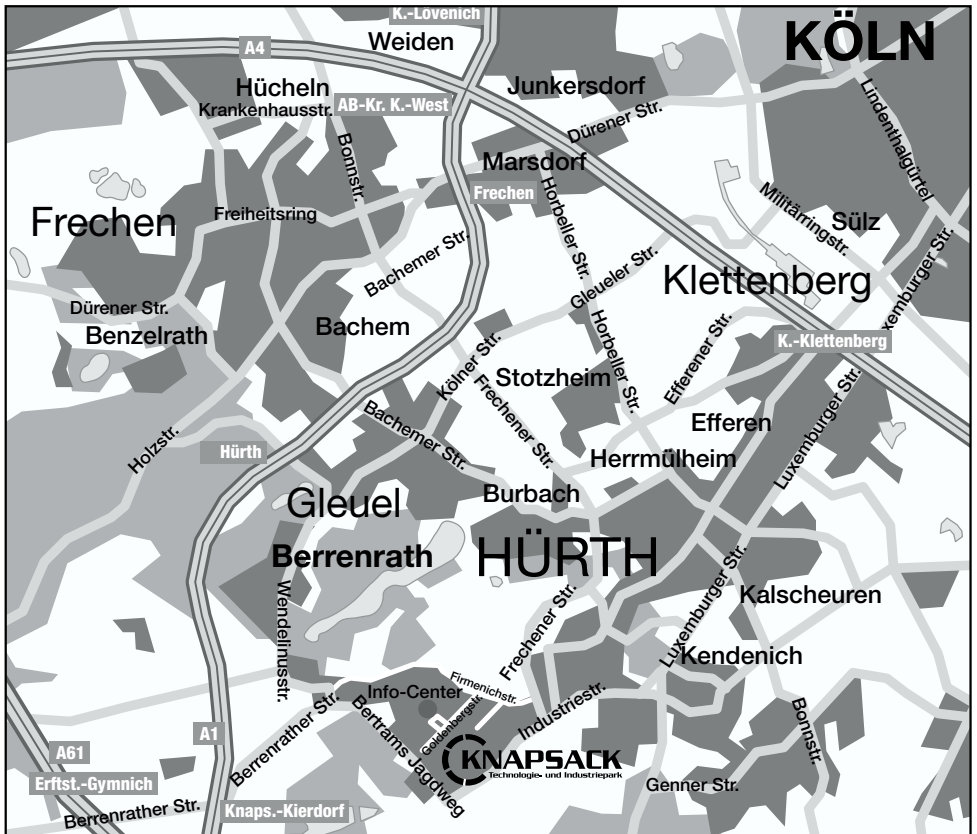 K.-Lövenich
Weiden
KÖLN
A4
Hücheln
Krankenhausstr.
AB-Kr. K.-West
Junkersdorf
Dürener Str.
Lindenthalgürtel
Bonnstr.
Marsdorf
Frechen
Horbeller Str.
Militärringstr.
Sülz
Frechen
Freiheitsring
Bachemer Str.
Gleueler Str.
Klettenberg
Luxemburger Str.
Dürener Str.
Benzelrath
Bachem
Horbeller Str.
Efferener Str.
K.-Klettenberg
Kölner Str.
Stotzheim
Frechener Str.
Luxemburger Str.
Efferen
Bachemer Str.
Holzstr.
Hürth
Herrmülheim
Gleuel
Burbach
Berrenrath
HÜRTH
Wendelinusstr.
Frechener Str.
Luxemburger Str.
Kalscheuren
Kendenich
Info-Center
Firmenichstr.
Goldenbergstr.
Industriestr.
Bertrams Jagdweg
Bonnstr.
A1
Berrenrather Str.
A61
Erftst.-Gymnich
KNAPSACK
Technologie- und Industriepark
Genner Str.
Berrenrather Str.
Knaps.-Kierdorf